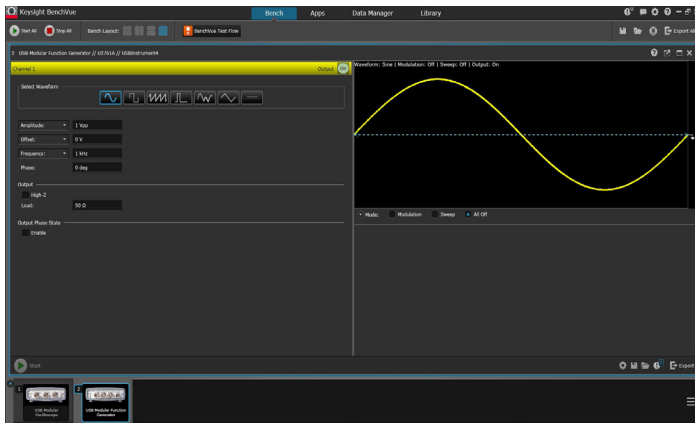 Keysight BenchVue
Bench
Apps
Data Manager
Library
Start All
Stop All
Bench Layout:
BenchVue Test Flow
Export All
2 USB Modular Function Generator // U2761A // USBInstrument4
Channel 1
Output
On
Waveform: Sine | Modulation: Off | Sweep: Off | Output: On
Select Waveform
Amplitude:
1 Vpp
Offset:
0 V
Frequency:
1 kHz
Phase:
0 deg
Output
High-Z
Load:
50 Ω
Output Phase State
Enable
Mode:
Modulation
Sweep
All Off
Start
Export
1
USB Modular
Oscilloscope
2
USB Modular Function
Generator